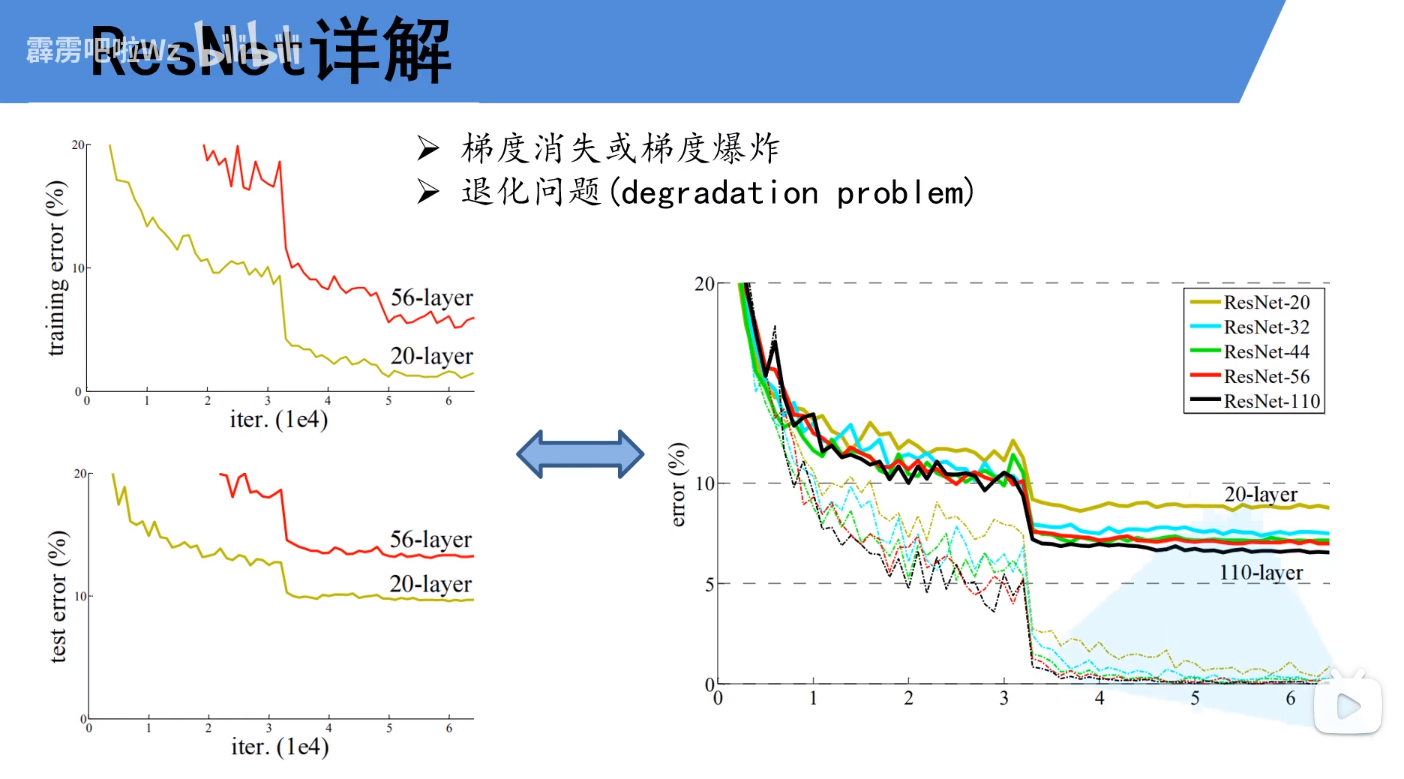 ResNet详解
霹雳吧啦Wz bilibili
➢ 梯度消失或梯度爆炸
➢ 退化问题(degradation problem)
20
10
0
training error (%)
56-layer
20-layer
0 1 2 3 4 5 6
iter. (1e4)
20
10
0
test error (%)
56-layer
20-layer
0 1 2 3 4 5 6
iter. (1e4)
20
10
5
0
error (%)
ResNet-20
ResNet-32
ResNet-44
ResNet-56
ResNet-110
20-layer
110-layer
0 1 2 3 4 5 6